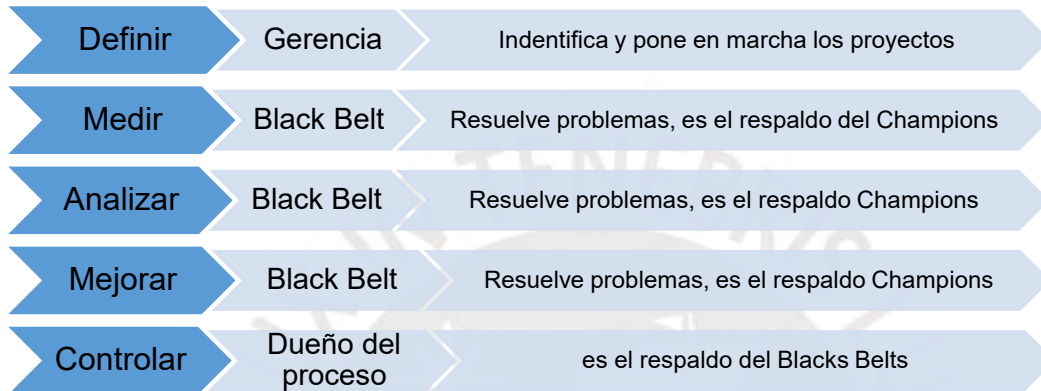 Definir
Gerencia
Indentifica y pone en marcha los proyectos
Medir
Black Belt
Resuelve problemas, es el respaldo del Champions
Analizar
Black Belt
Resuelve problemas, es el respaldo Champions
Mejorar
Black Belt
Resuelve problemas, es el respaldo Champions
Controlar
Dueño del
proceso
es el respaldo del Blacks Belts